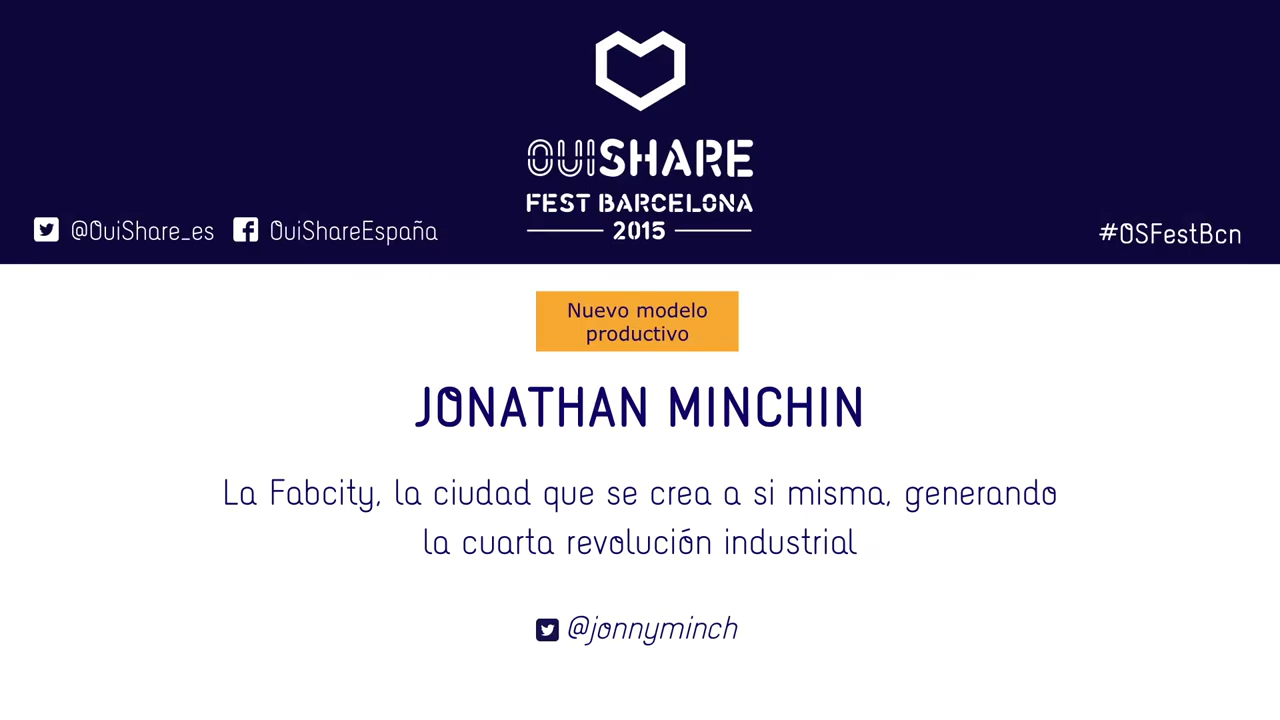 OUISHARE
FEST BARCELONA
2015
@OuiShare_es OuiShareEspaña #OSFestBcn
Nuevo modelo
productivo
JONATHAN MINCHIN
La Fabcity, la ciudad que se crea a si misma, generando
la cuarta revolución industrial
@jonnyminch